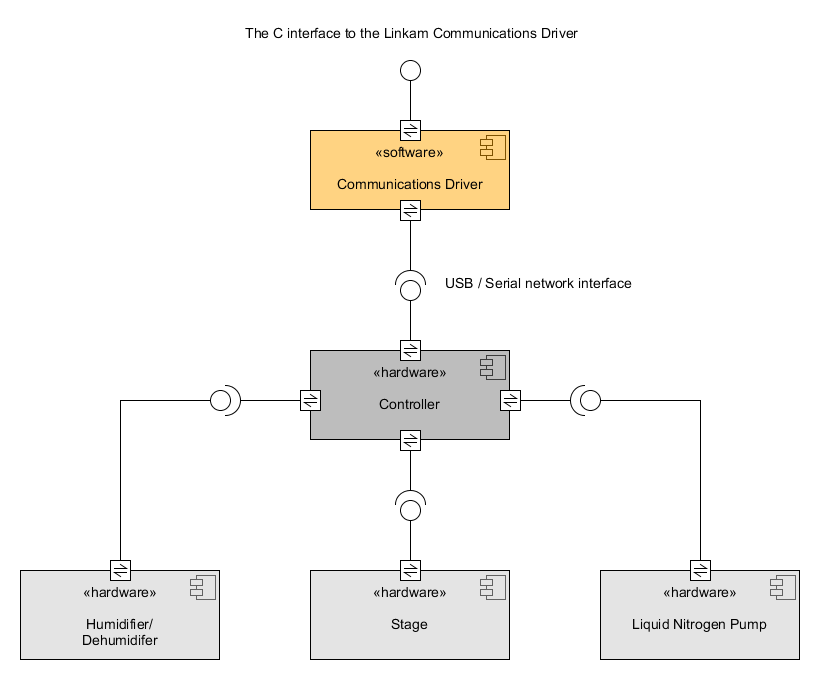 The C interface to the Linkam Communications Driver
«software»
Communications Driver
USB / Serial network interface
«hardware»
Controller
«hardware»
Humidifier/
Dehumidifer
«hardware»
Stage
«hardware»
Liquid Nitrogen Pump